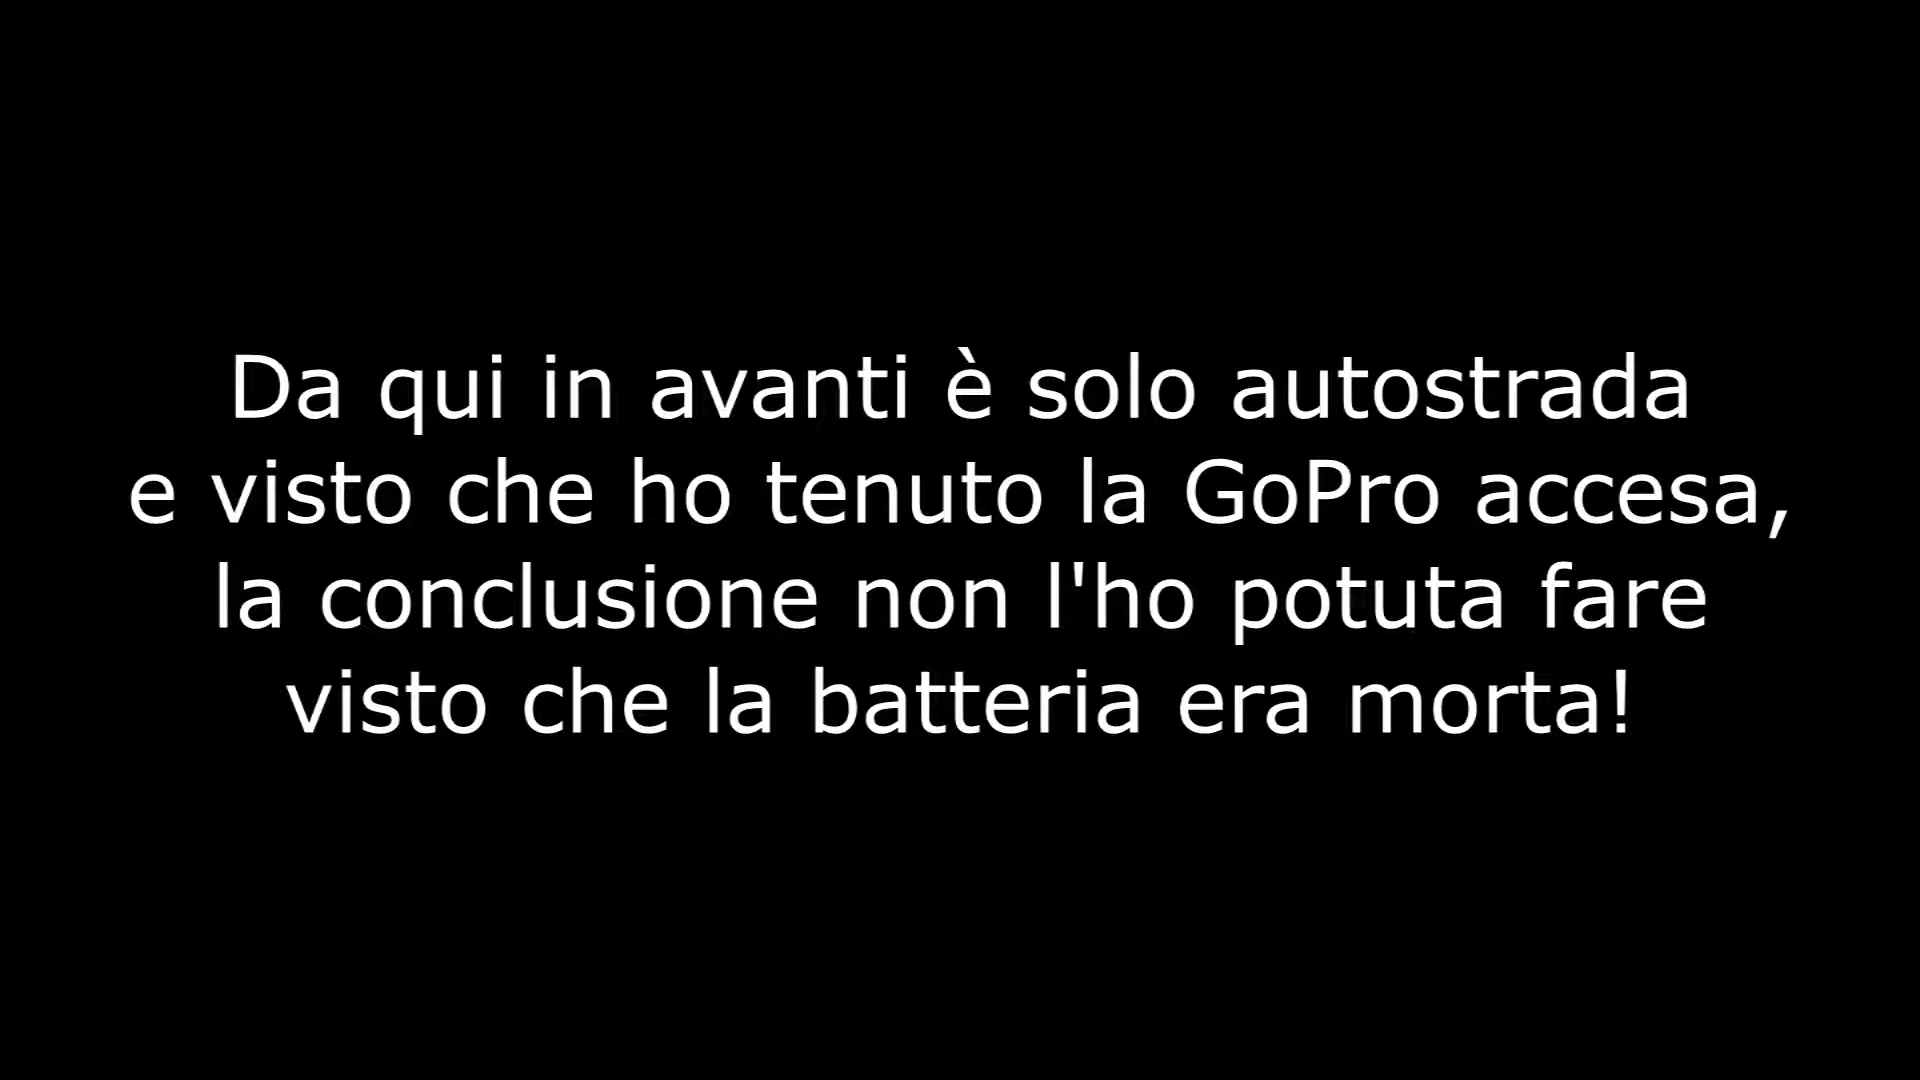 Da qui in avanti è solo autostrada
e visto che ho tenuto la GoPro accesa,
la conclusione non l'ho potuta fare
visto che la batteria era morta!